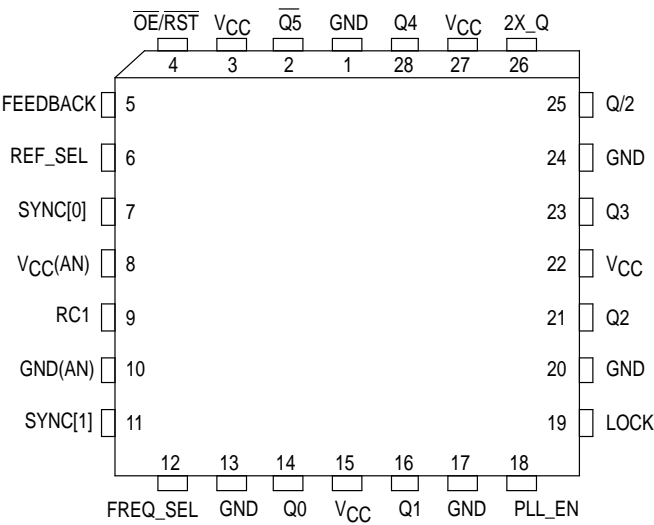 O̅E̅/R̅S̅T̅ VCC Q̅5̅ GND Q4 VCC 2X_Q
4 3 2 1 28 27 26
FEEDBACK 5 25 Q/2
REF_SEL 6 24 GND
SYNC[0] 7 23 Q3
VCC(AN) 8 22 VCC
RC1 9 21 Q2
GND(AN) 10 20 GND
SYNC[1] 11 19 LOCK
12 13 14 15 16 17 18
FREQ_SEL GND Q0 VCC Q1 GND PLL_EN